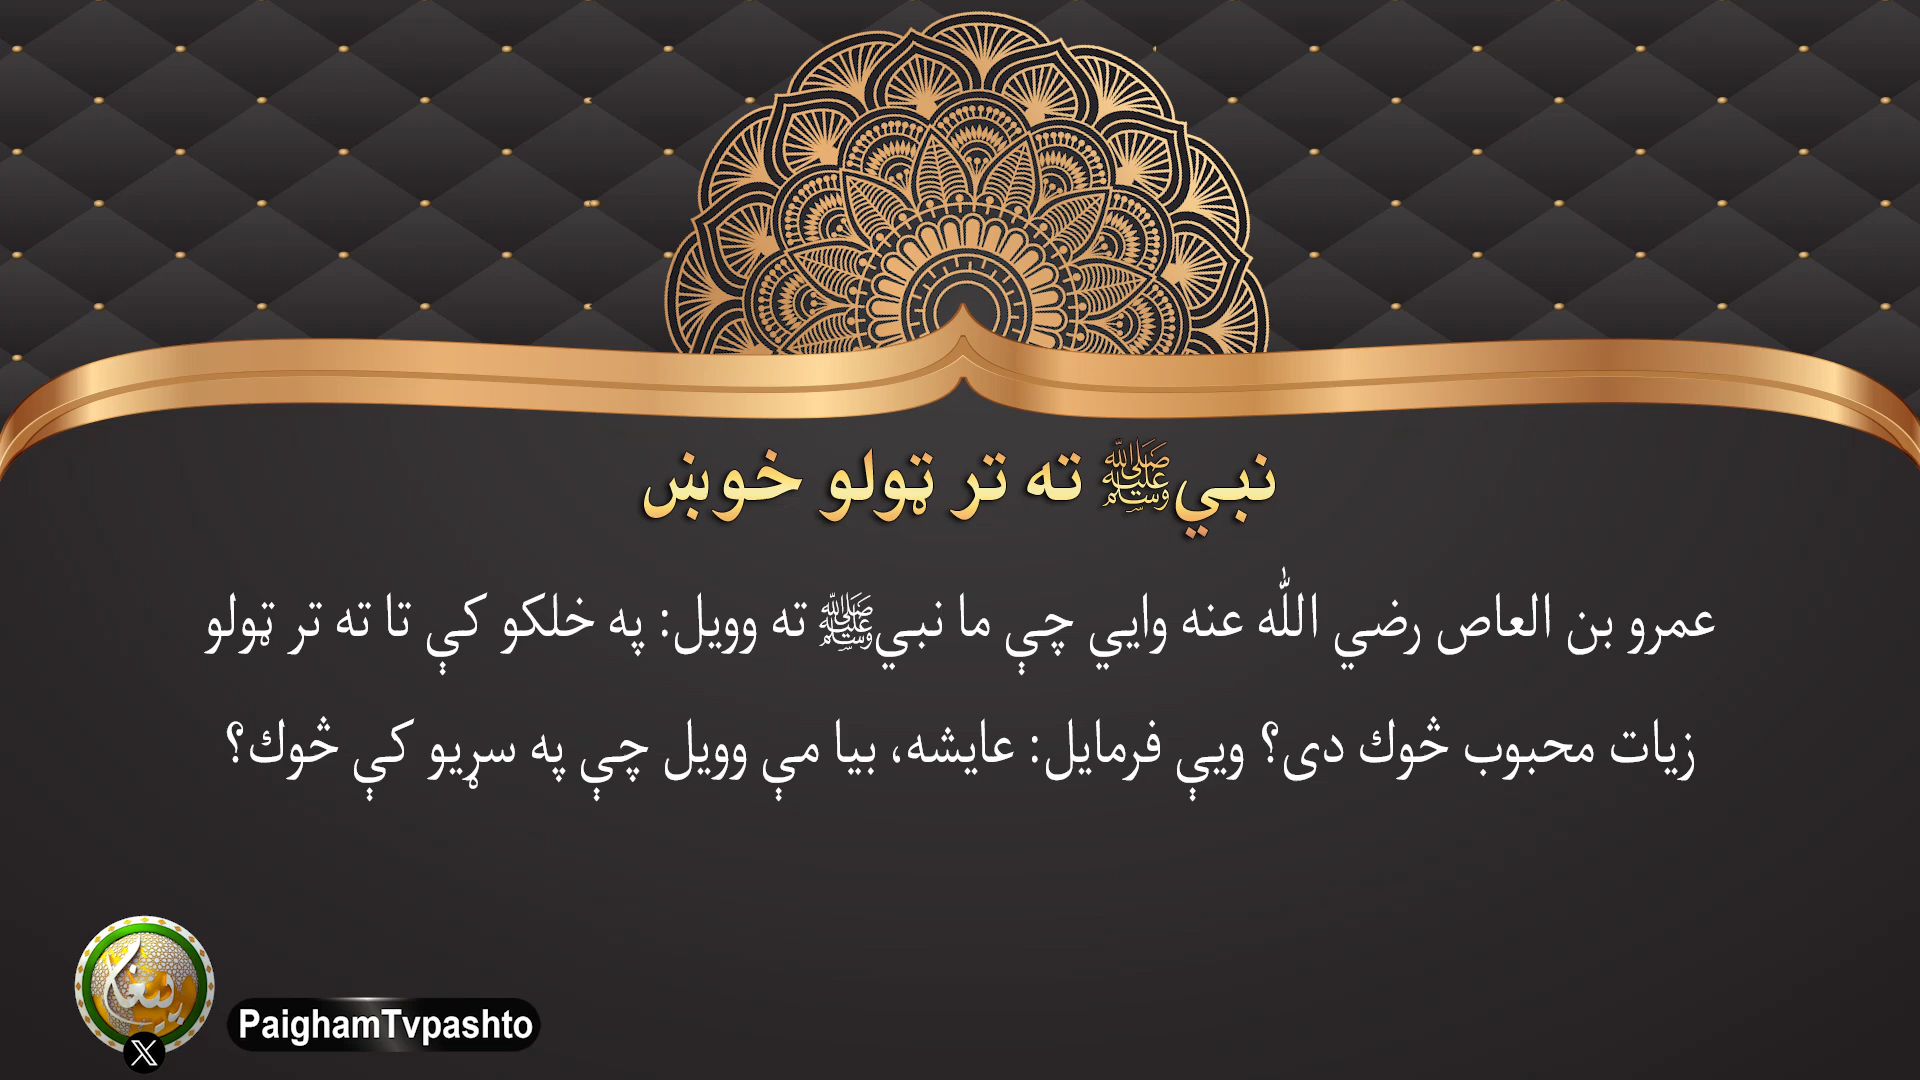 نبيﷺ ته تر ټولو خوښ
عمرو بن العاص رضي الله عنه وايي چې ما نبيﷺ ته وويل: په خلکو کې تا ته تر ټولو
زيات محبوب څوك دی؟ ويې فرمايل: عايشه، بيا مې وويل چې په سړيو کې څوك؟
پیغام
PaighamTvpashto